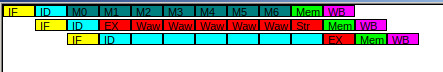 IF ID M0 M1 M2 M3 M4 M5 M6 Mem WB
IF ID EX Waw Waw Waw Waw Waw Str Mem WB
IF ID EX Mem WB